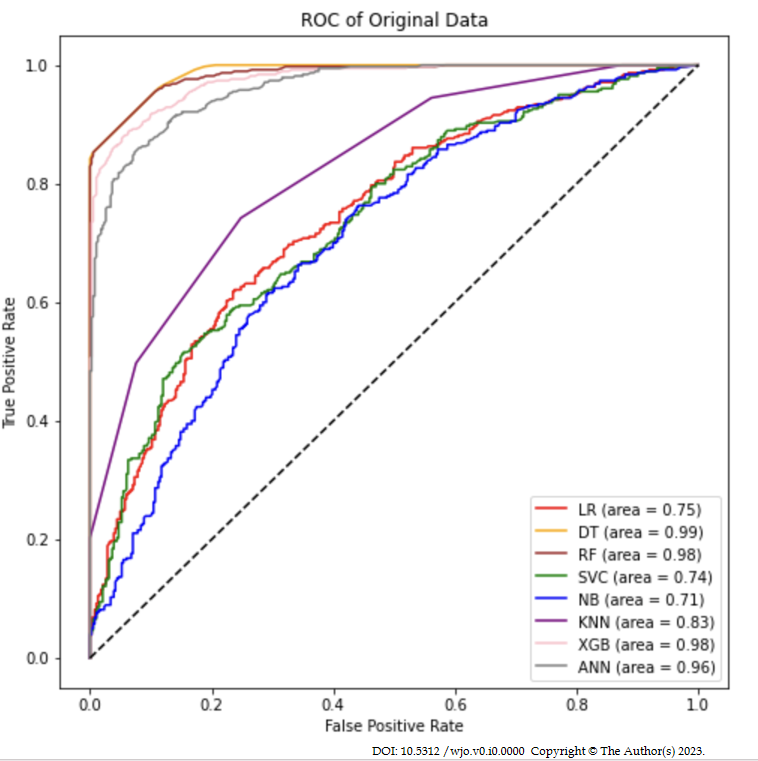 ROC of Original Data
1.0
0.8
0.6
0.4
0.2
0.0
True Positive Rate
LR (area = 0.75)
DT (area = 0.99)
RF (area = 0.98)
SVC (area = 0.74)
NB (area = 0.71)
KNN (area = 0.83)
XGB (area = 0.98)
ANN (area = 0.96)
0.0 0.2 0.4 0.6 0.8 1.0
False Positive Rate
DOI: 10.5312 /wjo.v0.i0.0000 Copyright © The Author(s) 2023.